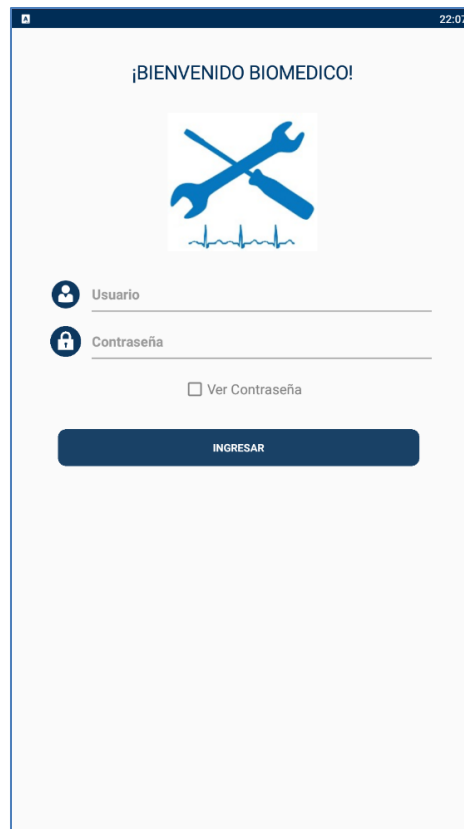 A
22:07
¡BIENVENIDO BIOMEDICO!
Usuario
Contraseña
Ver Contraseña
INGRESAR